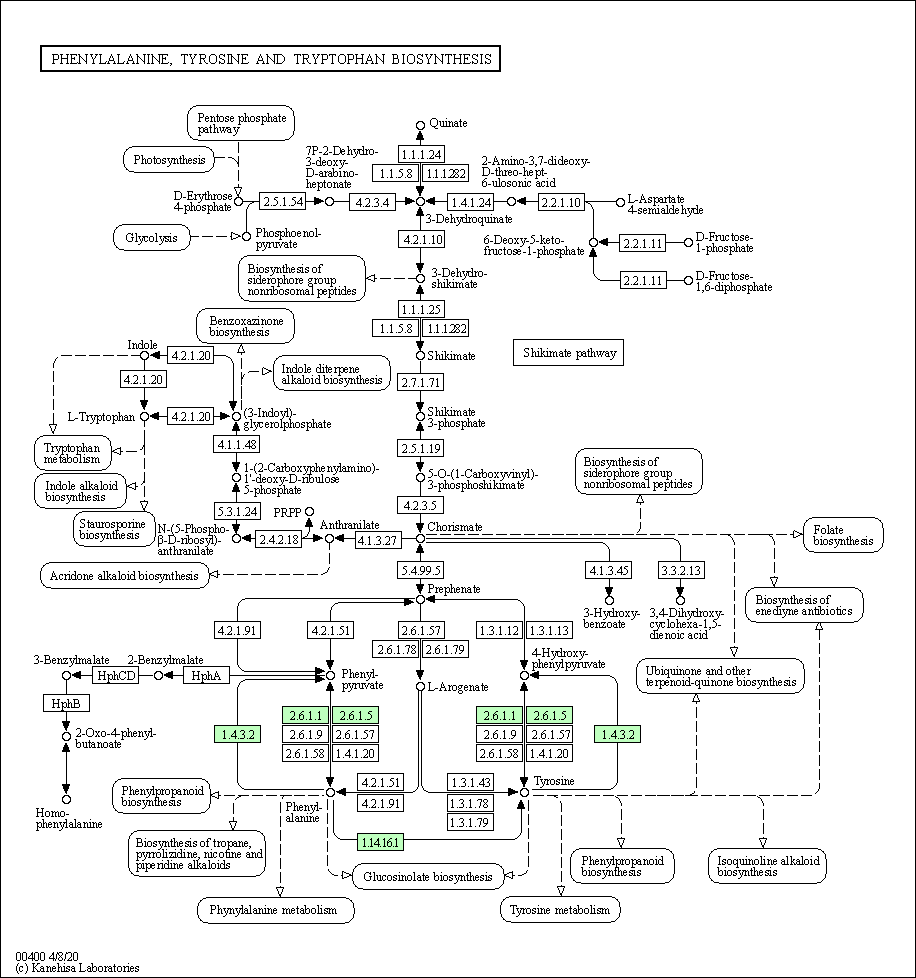 PHENYLALANINE, TYROSINE AND TRYPTOPHAN BIOSYNTHESIS
Pentose phosphate
pathway
Quinate
Photosynthesis
7P-2-Dehydro-
3-deoxy-
D-arabino-
heptonate
1.1.1.24
1.1.5.8
1.1.1.282
2-Amino-3,7-dideoxy-
D-threo-hept-
6-ulosonic acid
D-Erythrose
4-phosphate
2.5.1.54
4.2.3.4
1.4.1.24
2.2.1.10
L-Aspartate
4-semialdehyde
3-Dehydroquinate
Glycolysis
Phosphoenol-
pyruvate
4.2.1.10
6-Deoxy-5-keto-
fructose-1-phosphate
2.2.1.11
D-Fructose-
1-phosphate
Biosynthesis of
siderophore group
nonribosomal peptides
3-Dehydro-
shikimate
2.2.1.11
D-Fructose-
1,6-diphosphate
1.1.1.25
1.1.5.8
1.1.1.282
Benzoxazinone
biosynthesis
Indole
4.2.1.20
Shikimate
Shikimate pathway
4.2.1.20
Indole diterpene
alkaloid biosynthesis
2.7.1.71
L-Tryptophan
4.2.1.20
(3-Indoyl)-
glycerolphosphate
Shikimate
3-phosphate
Tryptophan
metabolism
4.1.1.48
2.5.1.19
1-(2-Carboxyphenylamino)-
1'-deoxy-D-ribulose
5-phosphate
5-O-(1-Carboxyvinyl)-
3-phosphoshikimate
Biosynthesis of
siderophore group
nonribosomal peptides
Indole alkaloid
biosynthesis
5.3.1.24
PRPP
4.2.3.5
Staurosporine
biosynthesis
N-(5-Phospho-
β-D-ribosyl)-
anthranilate
2.4.2.18
Anthranilate
4.1.3.27
Chorismate
Folate
biosynthesis
Acridone alkaloid biosynthesis
5.4.99.5
4.1.3.45
3.3.2.13
Prephenate
3-Hydroxy-
benzoate
3,4-Dihydroxy-
cyclohexa-1,5-
dienoic acid
Biosynthesis of
enediyne antibiotics
4.2.1.91
4.2.1.51
2.6.1.57
2.6.1.78
2.6.1.79
1.3.1.12
1.3.1.13
3-Benzylmalate
HphCD
2-Benzylmalate
HphA
Phenyl-
pyruvate
L-Arogenate
4-Hydroxy-
phenylpyruvate
Ubiquinone and other
terpenoid-quinone biosynthesis
HphB
2-Oxo-4-phenyl-
butanoate
1.4.3.2
2.6.1.1
2.6.1.5
2.6.1.9
2.6.1.57
2.6.1.58
1.4.1.20
2.6.1.1
2.6.1.5
2.6.1.9
2.6.1.57
2.6.1.58
1.4.1.20
1.4.3.2
Homo-
phenylalanine
Phenylpropanoid
biosynthesis
Phenyl-
alanine
4.2.1.51
4.2.1.91
1.3.1.43
1.3.1.78
1.3.1.79
Tyrosine
Biosynthesis of tropane,
pyrrolizidine, nicotine and
piperidine alkaloids
1.14.16.1
Glucosinolate biosynthesis
Phenylpropanoid
biosynthesis
Isoquinoline alkaloid
biosynthesis
Phynylalanine metabolism
Tyrosine metabolism
00400 4/8/20
(c) Kanehisa Laboratories